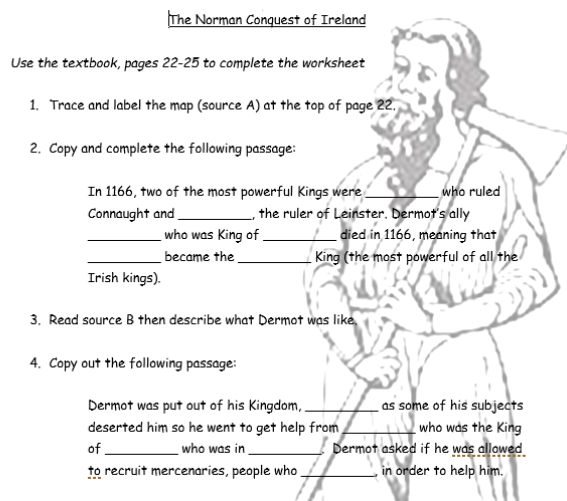 The Norman Conquest of Ireland
Use the textbook, pages 22-25 to complete the worksheet
1. Trace and label the map (source A) at the top of page 22.
2. Copy and complete the following passage:
In 1166, two of the most powerful Kings were __________ who ruled
Connaught and __________, the ruler of Leinster. Dermot's ally
__________ who was King of __________ died in 1166, meaning that
__________ became the __________ King (the most powerful of all the
Irish kings).
3. Read source B then describe what Dermot was like.
4. Copy out the following passage:
Dermot was put out of his Kingdom, __________ as some of his subjects
deserted him so he went to get help from __________ who was the King
of __________ who was in __________. Dermot asked if he was allowed
to recruit mercenaries, people who __________, in order to help him.